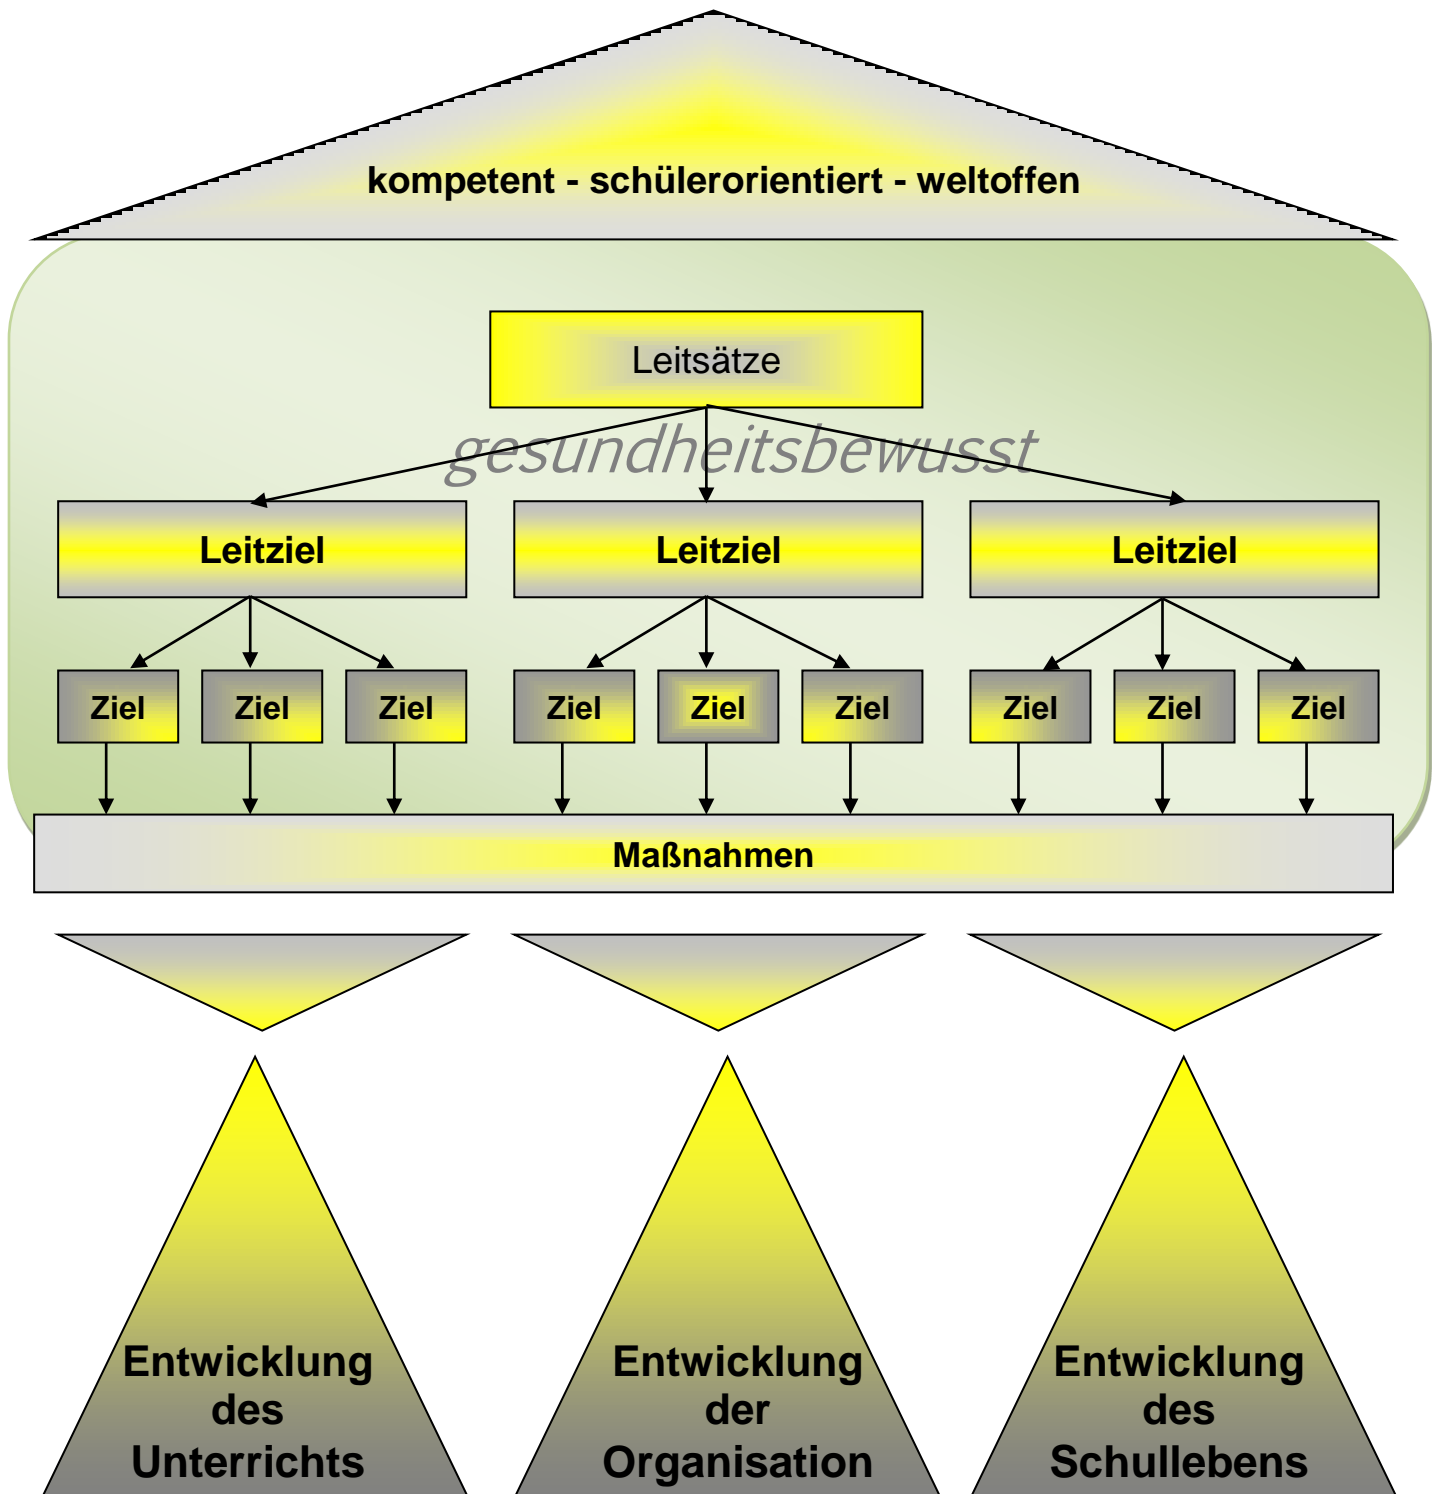 kompetent - schülerorientiert - weltoffen
Leitsätze
gesundheitsbewusst
Leitziel Leitziel Leitziel
Ziel Ziel Ziel Ziel Ziel Ziel Ziel Ziel Ziel
Maßnahmen
Entwicklung
des
Unterrichts
Entwicklung
der
Organisation
Entwicklung
des
Schullebens